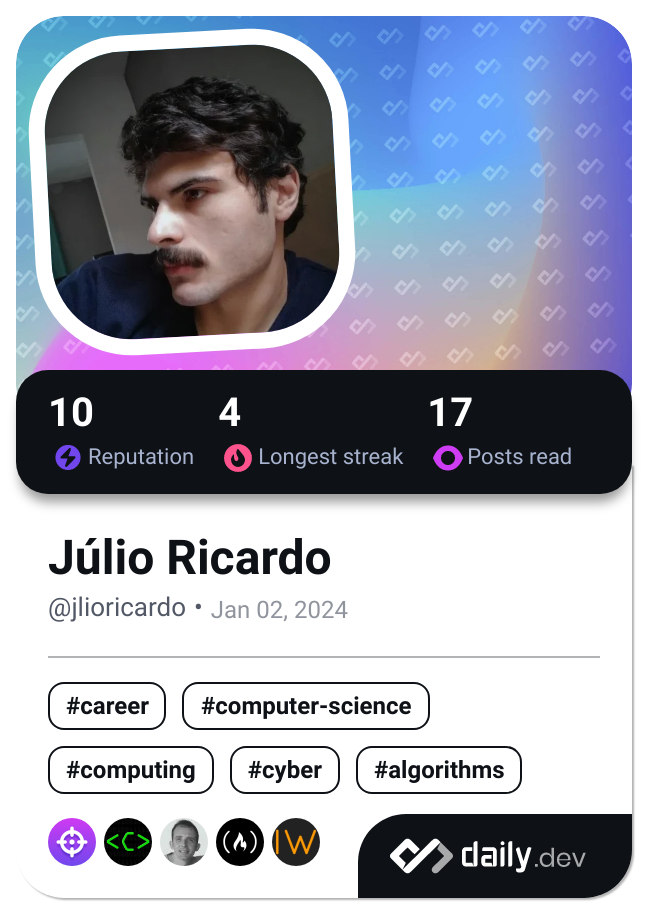 10 4 17
Reputation Longest streak Posts read
Júlio Ricardo
@jlioricardo • Jan 02, 2024
#career #computer-science
#computing #cyber #algorithms
<C> IW
daily.dev